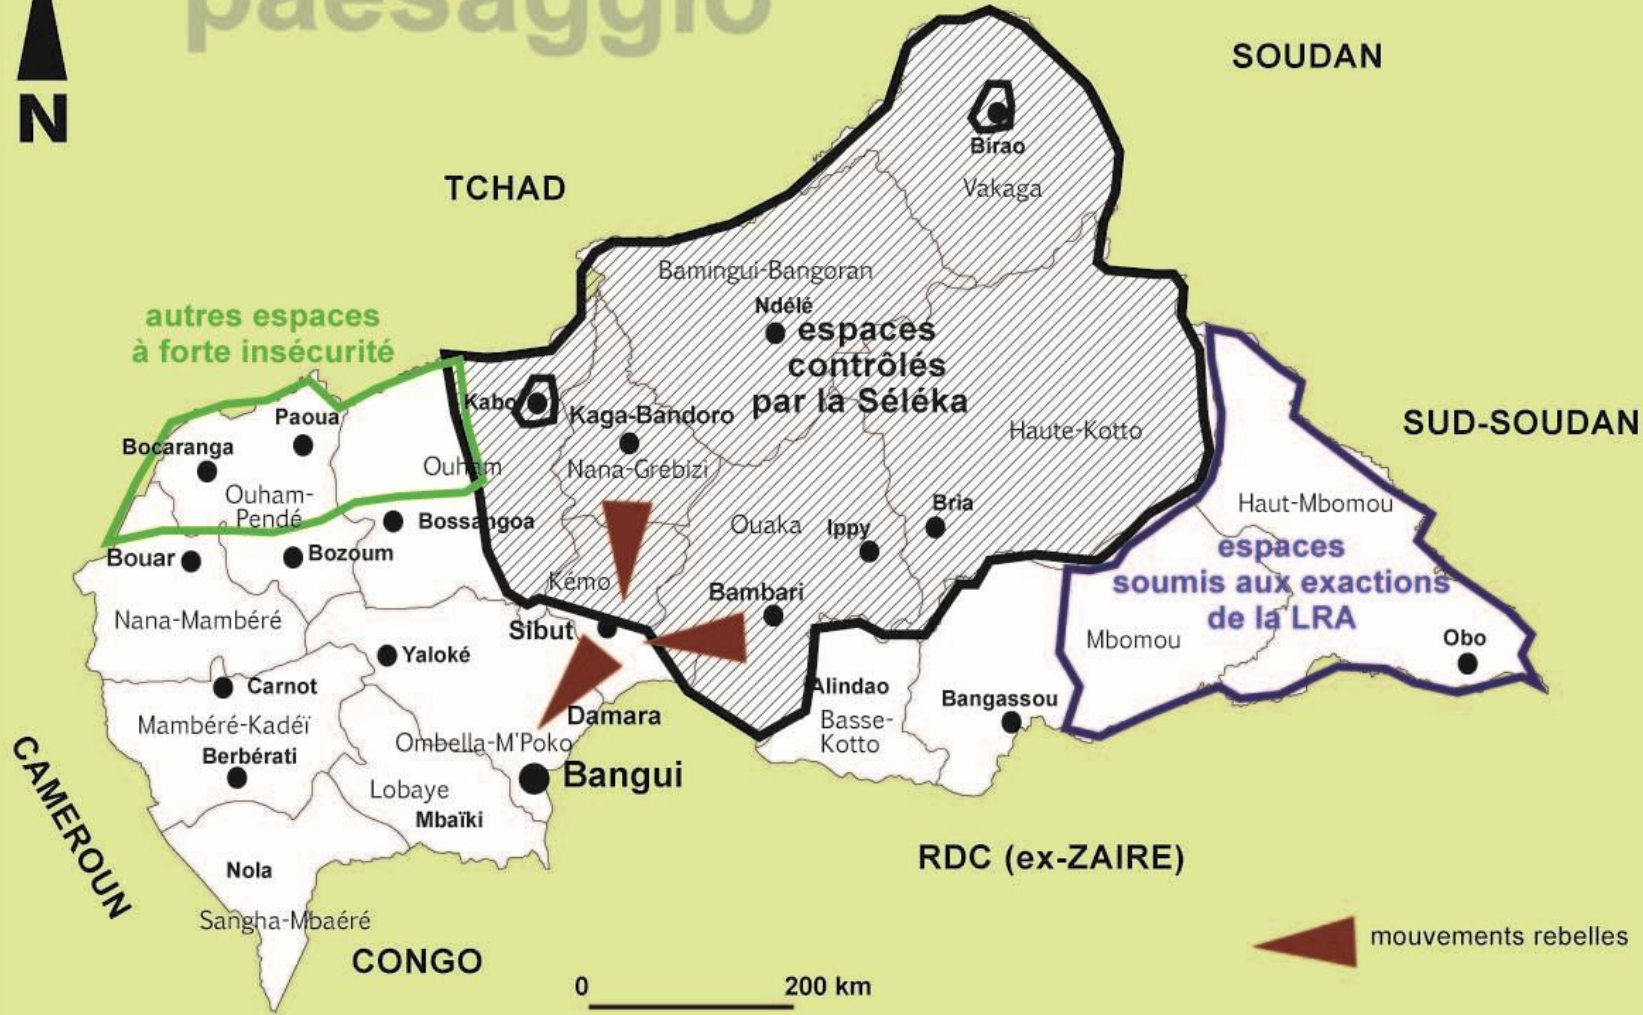 paesaggio
N
SOUDAN
Birao
Vakaga
TCHAD
Bamingui-Bangoran
Ndélé
espaces
contrôlés
par la Séléka
autres espaces
à forte insécurité
Kabo
Kaga-Bandoro
Nana-Grébizi
Haute-Kotto
SUD-SOUDAN
Paoua
Bocaranga
Ouham
Ouham-
Pendé
Bossangoa
Bouar
Bozoum
Ouaka
Ippy
Bria
Haut-Mbomou
espaces
soumis aux exactions
de la LRA
Mbomou
Obo
Kémo
Bambari
Nana-Mambéré
Sibut
Yaloké
Carnot
Mambéré-Kadéï
Berbérati
Damara
Ombella-M'Poko
Bangui
Alindao
Basse-
Kotto
Bangassou
Lobaye
Mbaïki
CAMEROUN
Nola
Sangha-Mbaéré
CONGO
RDC (ex-ZAIRE)
mouvements rebelles
0
200 km